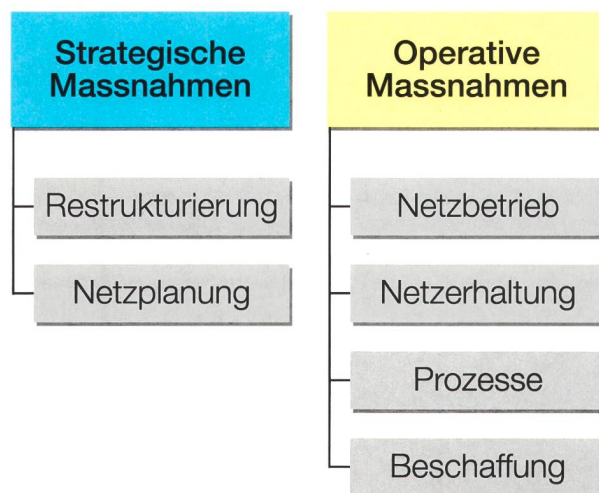 Strategische
Massnahmen
Restrukturierung
Netzplanung
Operative
Massnahmen
Netzbetrieb
Netzerhaltung
Prozesse
Beschaffung